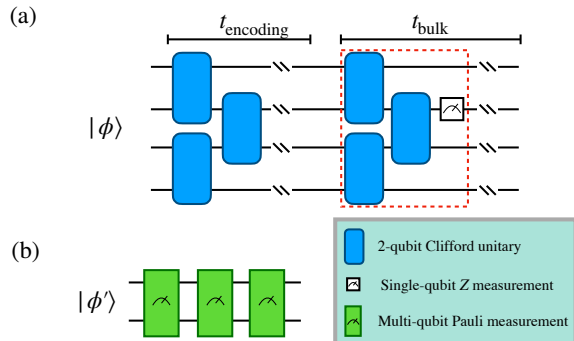 (a)
t_encoding
t_bulk
|ϕ⟩
(b)
|ϕ'⟩
2-qubit Clifford unitary
Single-qubit Z measurement
Multi-qubit Pauli measurement